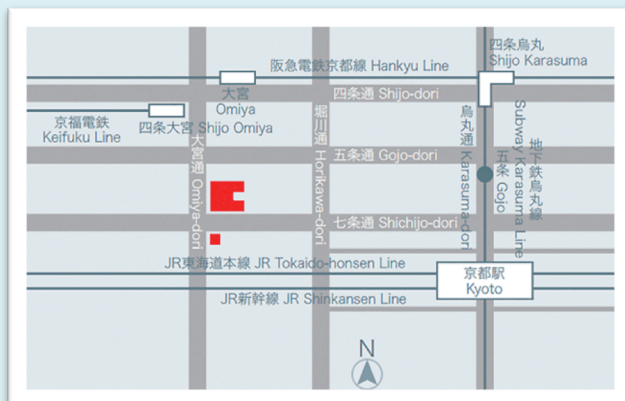 四条烏丸
Shijo Karasuma
阪急電鉄京都線 Hankyu Line
大宮
Omiya
四条通 Shijo-dori
京福電鉄
Keifuku Line
四条大宮 Shijo Omiya
大宮通 Omiya-dori
堀川通 Horikawa-dori
烏丸通 Karasuma-dori
五条 Gojo
地下鉄烏丸線
Subway Karasuma Line
五条通 Gojo-dori
七条通 Shichijo-dori
JR東海道本線 JR Tokaido-honsen Line
京都駅
Kyoto
JR新幹線 JR Shinkansen Line
N